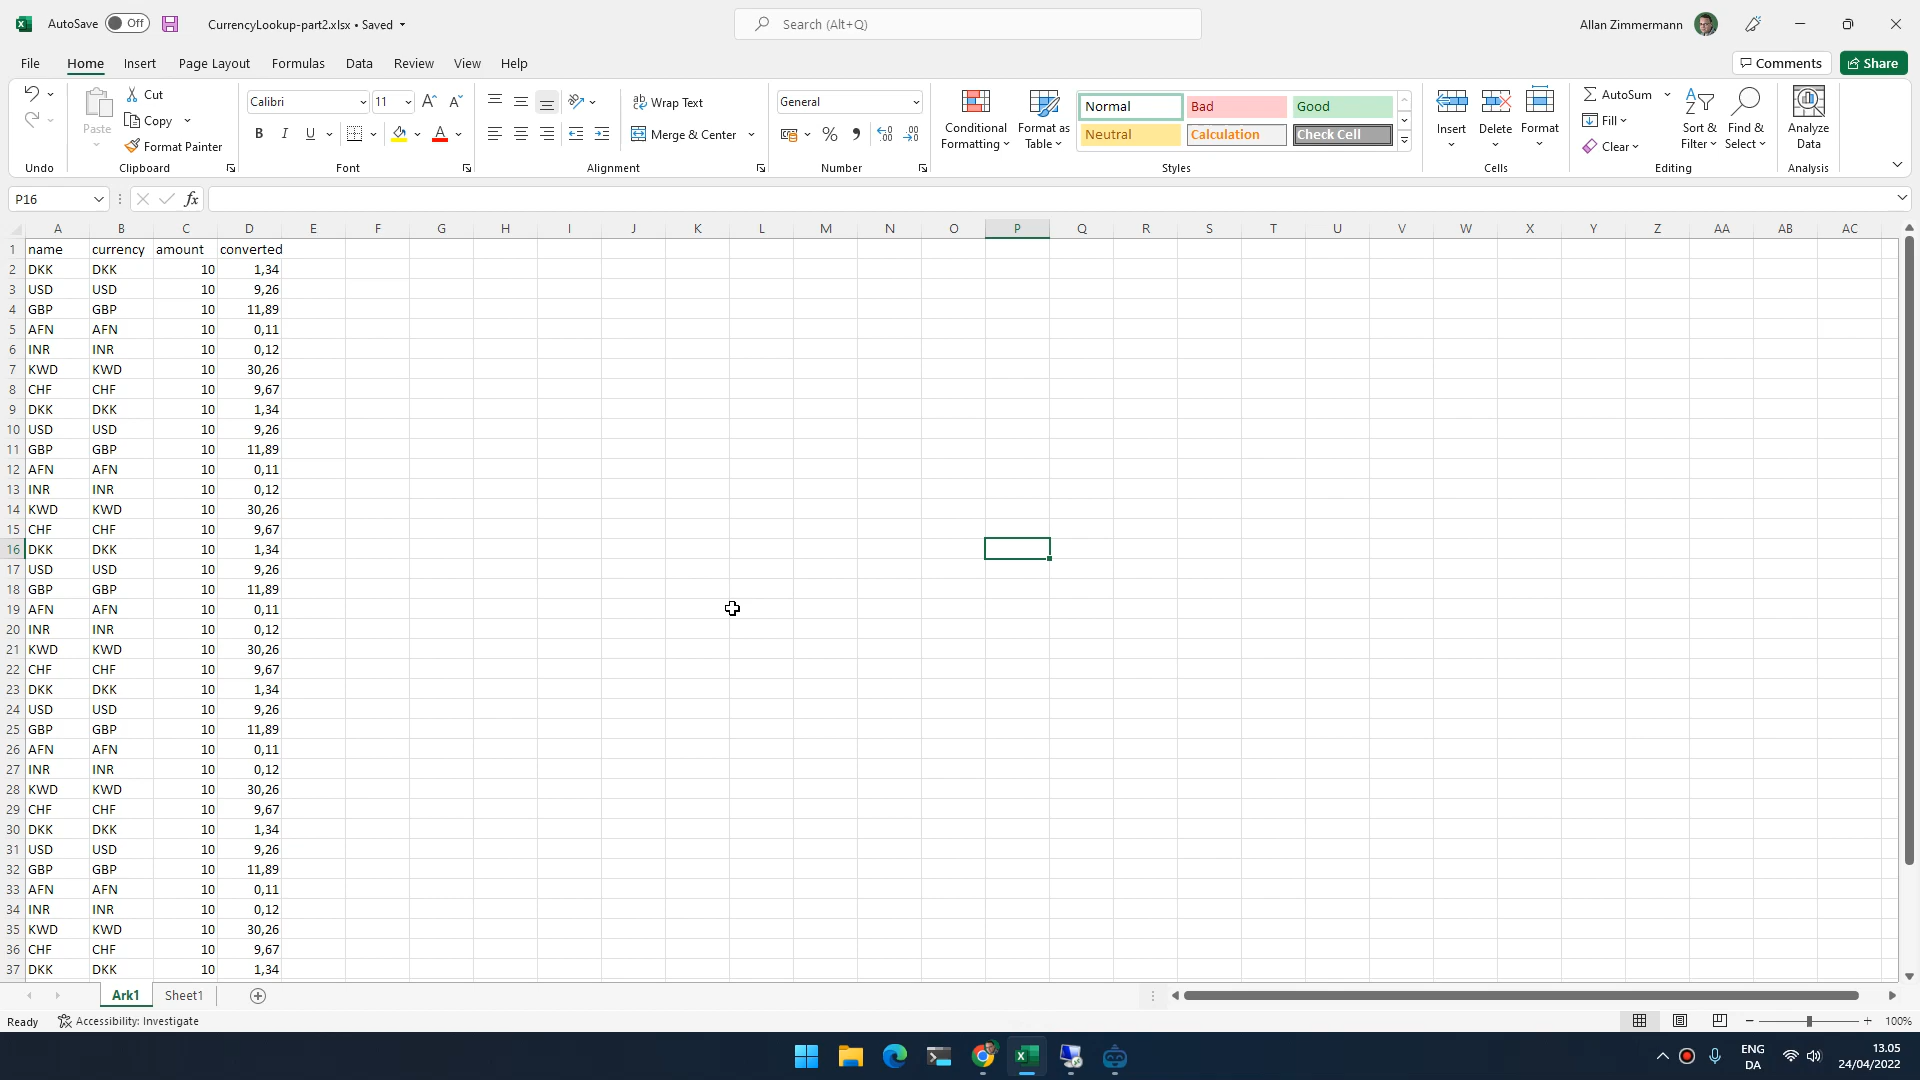 AutoSave Off CurrencyLookup-part2.xlsx • Saved Search (Alt+Q) Allan Zimmermann
File Home Insert Page Layout Formulas Data Review View Help Comments Share
Cut Calibri 11 Wrap Text General Normal Bad Good AutoSum
Paste Copy Conditional Formatting Format as Table Insert Delete Format Fill Sort & Filter Find & Select Analyze Data
Format Painter B I U Merge & Center % Neutral Calculation Check Cell Clear
Undo Clipboard Font Alignment Number Styles Cells Editing Analysis
P16 fx
A B C D E F G H I J K L M N O P Q R S T U V W X Y Z AA AB AC
1 name currency amount converted
2 DKK DKK 10 1,34
3 USD USD 10 9,26
4 GBP GBP 10 11,89
5 AFN AFN 10 0,11
6 INR INR 10 0,12
7 KWD KWD 10 30,26
8 CHF CHF 10 9,67
9 DKK DKK 10 1,34
10 USD USD 10 9,26
11 GBP GBP 10 11,89
12 AFN AFN 10 0,11
13 INR INR 10 0,12
14 KWD KWD 10 30,26
15 CHF CHF 10 9,67
16 DKK DKK 10 1,34
17 USD USD 10 9,26
18 GBP GBP 10 11,89
19 AFN AFN 10 0,11
20 INR INR 10 0,12
21 KWD KWD 10 30,26
22 CHF CHF 10 9,67
23 DKK DKK 10 1,34
24 USD USD 10 9,26
25 GBP GBP 10 11,89
26 AFN AFN 10 0,11
27 INR INR 10 0,12
28 KWD KWD 10 30,26
29 CHF CHF 10 9,67
30 DKK DKK 10 1,34
31 USD USD 10 9,26
32 GBP GBP 10 11,89
33 AFN AFN 10 0,11
34 INR INR 10 0,12
35 KWD KWD 10 30,26
36 CHF CHF 10 9,67
37 DKK DKK 10 1,34
Ark1 Sheet1
Ready Accessibility: Investigate 100%
ENG 13.05
DA 24/04/2022